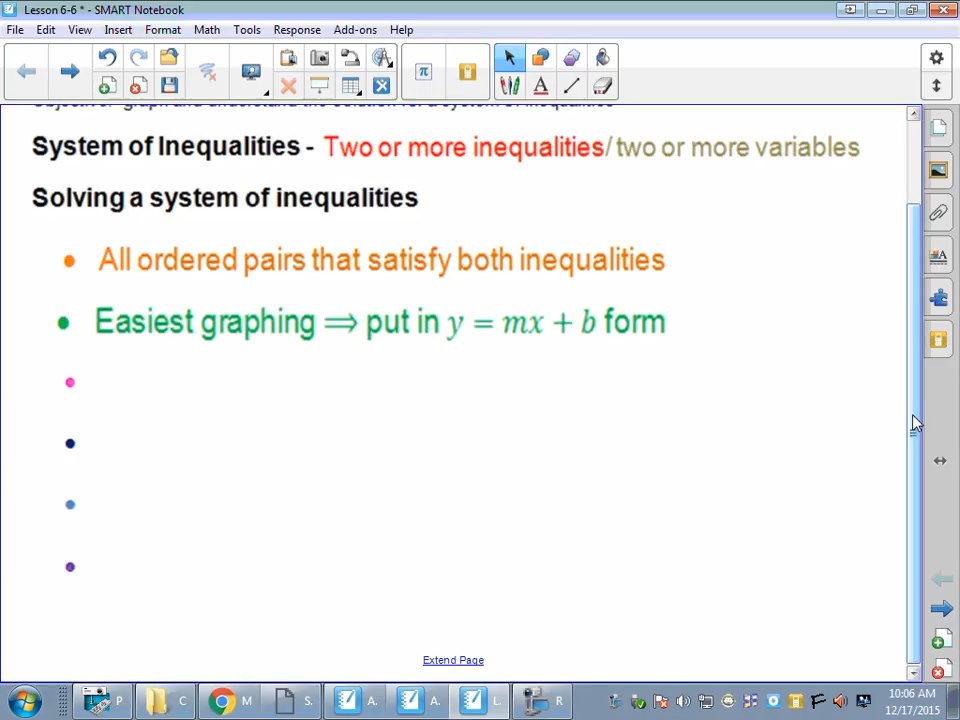 Lesson 6-6 * - SMART Notebook
File Edit View Insert Format Math Tools Response Add-ons Help
π
A
System of Inequalities - Two or more inequalities/ two or more variables
Solving a system of inequalities
• All ordered pairs that satisfy both inequalities
• Easiest graphing ⟹ put in y = mx + b form
•
•
•
•
Extend Page
P C M S. A. A. L R
10:06 AM
12/17/2015